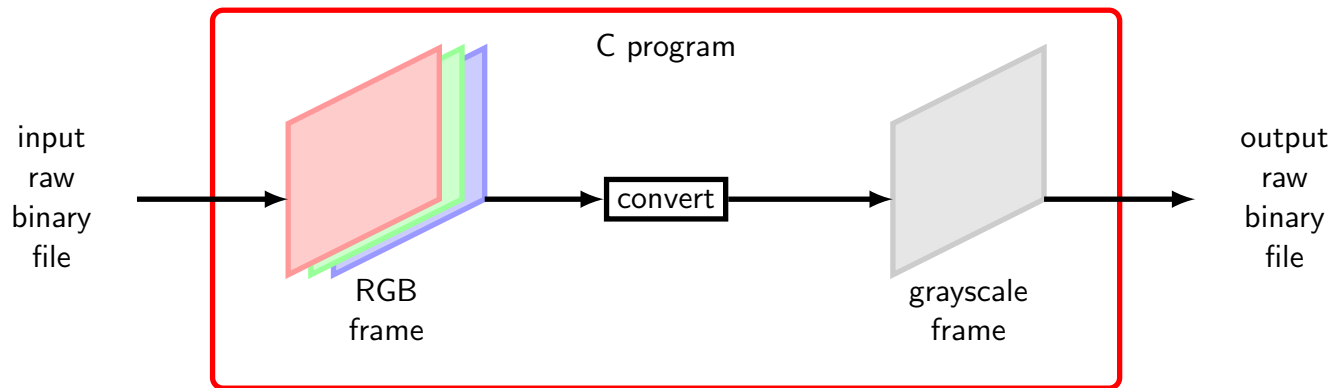 C program
input
raw
binary
file
RGB
frame
convert
grayscale
frame
output
raw
binary
file